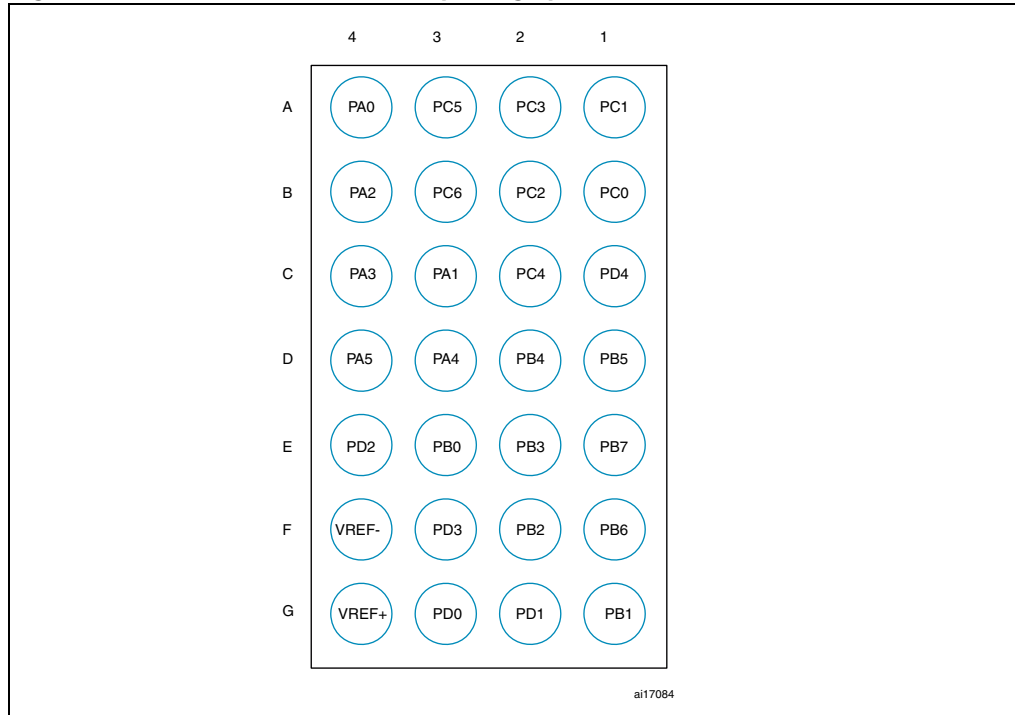 4 3 2 1
A PA0 PC5 PC3 PC1
B PA2 PC6 PC2 PC0
C PA3 PA1 PC4 PD4
D PA5 PA4 PB4 PB5
E PD2 PB0 PB3 PB7
F VREF- PD3 PB2 PB6
G VREF+ PD0 PD1 PB1
ai17084